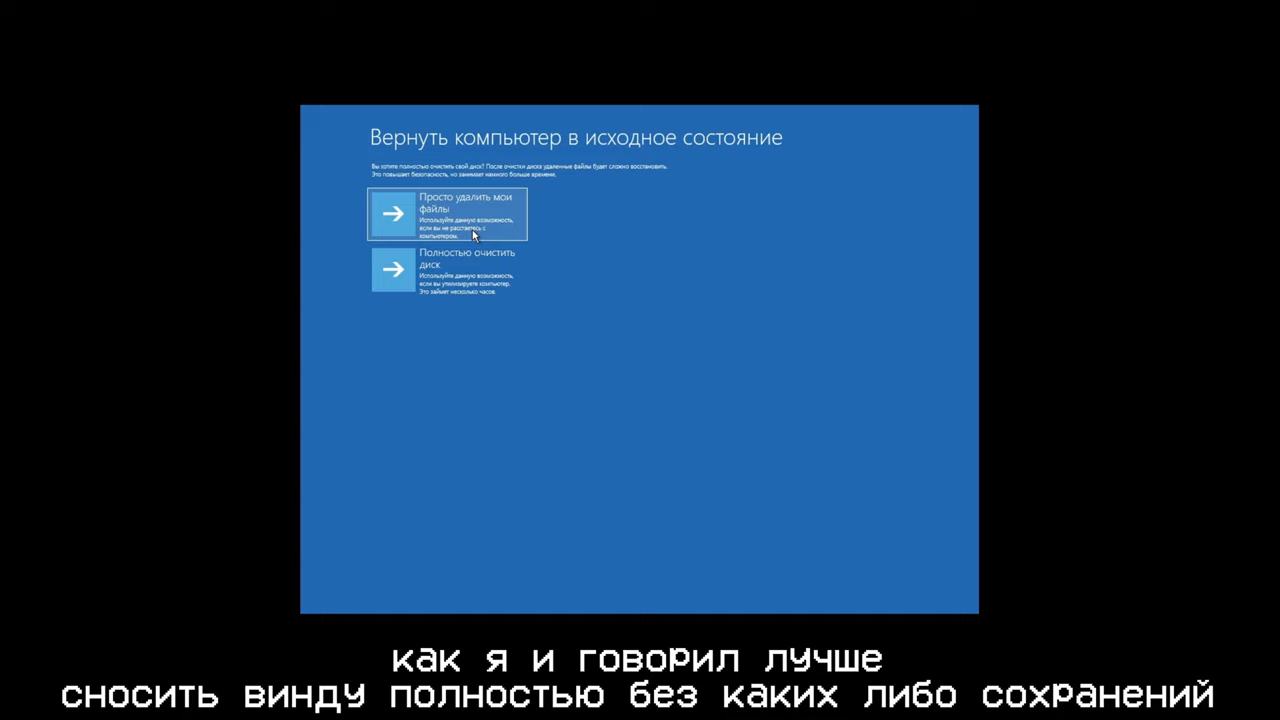 Вернуть компьютер в исходное состояние
Вы хотите полностью очистить свой диск? После очистки диска удаленные файлы будет сложно восстановить.
Это повышает безопасность, но занимает намного больше времени.
Просто удалить мои
файлы
Используйте данную возможность,
если вы не расстаетесь с
компьютером.
Полностью очистить
диск
Используйте данную возможность,
если вы утилизируете компьютер.
Это займет несколько часов.
как я и говорил лучше
сносить винду полностью без каких либо сохранений